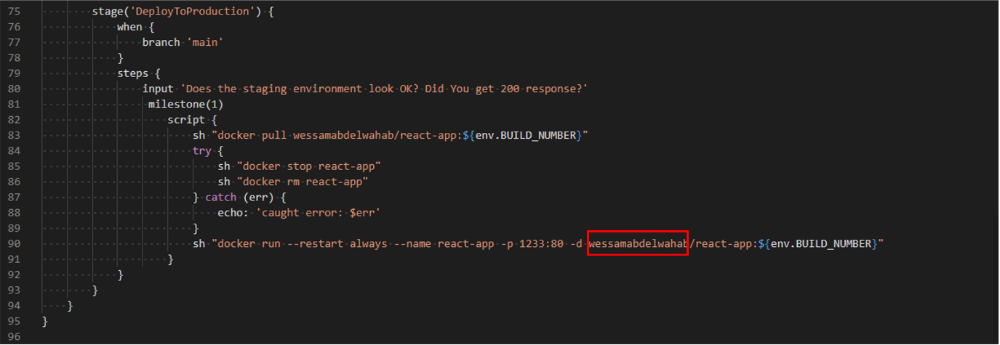 75 stage('DeployToProduction') {
76 when {
77 branch 'main'
78 }
79 steps {
80 input 'Does the staging environment look OK? Did You get 200 response?'
81 milestone(1)
82 script {
83 sh "docker pull wessamabdelwahab/react-app:${env.BUILD_NUMBER}"
84 try {
85 sh "docker stop react-app"
86 sh "docker rm react-app"
87 } catch (err) {
88 echo: 'caught error: $err'
89 }
90 sh "docker run --restart always --name react-app -p 1233:80 -d wessamabdelwahab/react-app:${env.BUILD_NUMBER}"
91 }
92 }
93 }
94 }
95 }
96